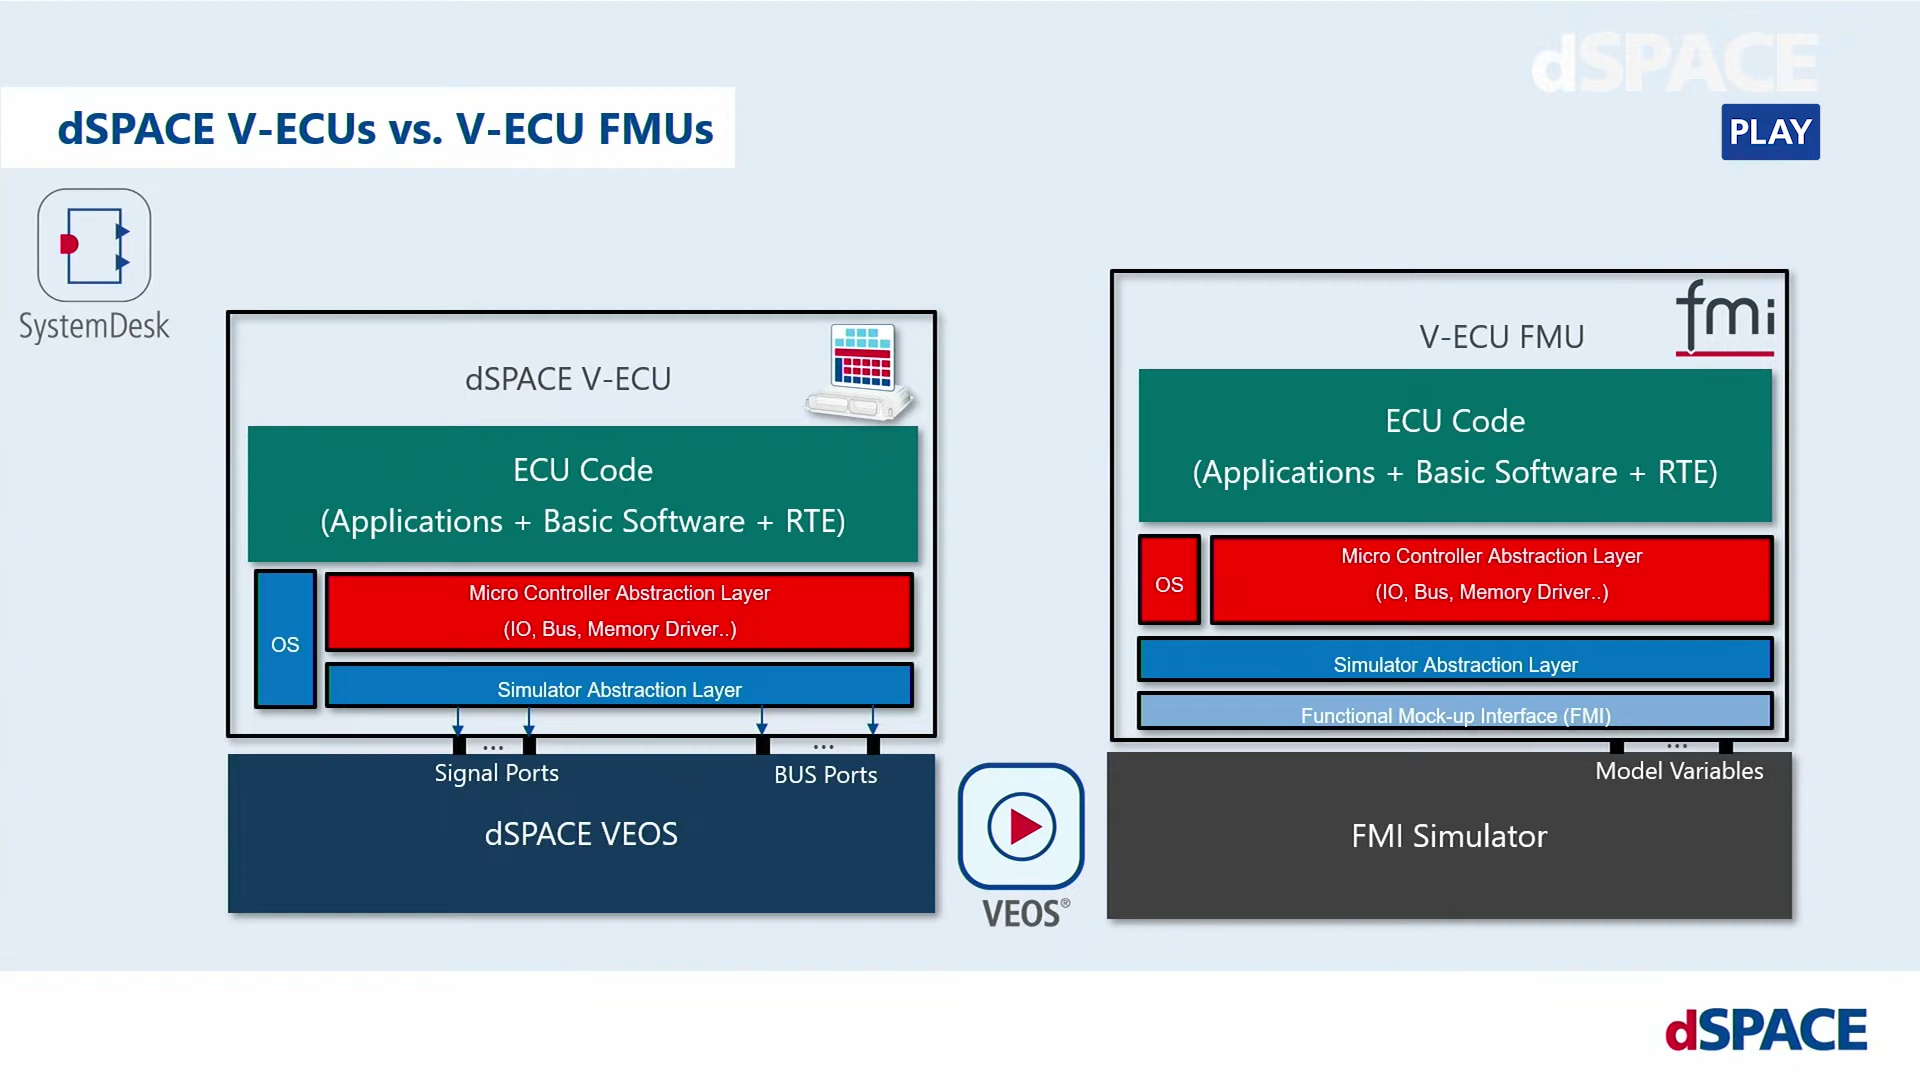 dSPACE
PLAY
dSPACE V-ECUs vs. V-ECU FMUs
SystemDesk
dSPACE V-ECU
ECU Code
(Applications + Basic Software + RTE)
OS
Micro Controller Abstraction Layer
(IO, Bus, Memory Driver..)
Simulator Abstraction Layer
...
...
Signal Ports
BUS Ports
dSPACE VEOS
VEOS®
fmi
V-ECU FMU
ECU Code
(Applications + Basic Software + RTE)
OS
Micro Controller Abstraction Layer
(IO, Bus, Memory Driver..)
Simulator Abstraction Layer
Functional Mock-up Interface (FMI)
...
Model Variables
FMI Simulator
dSPACE